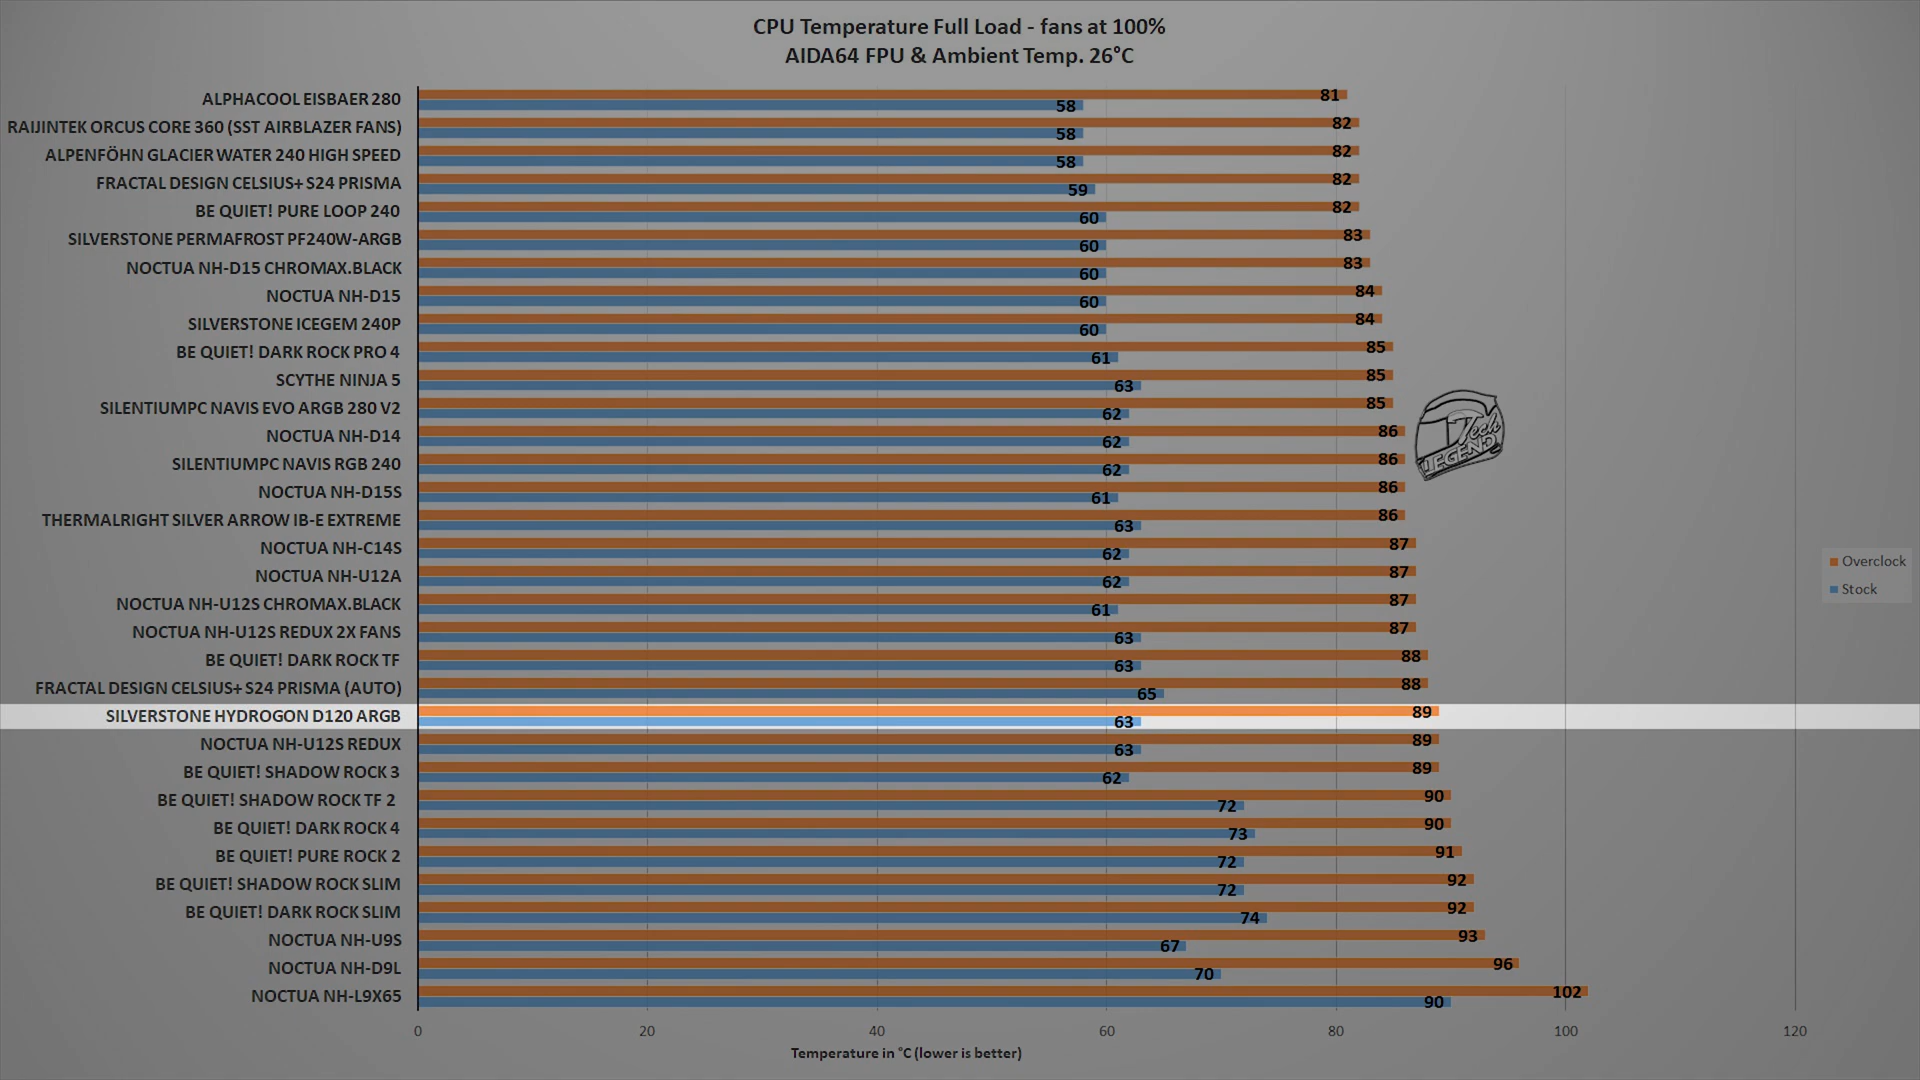 CPU Temperature Full Load - fans at 100%
AIDA64 FPU & Ambient Temp. 26°C
ALPHACOOL EISBAER 280 81 58
RAIJINTEK ORCUS CORE 360 (SST AIRBLAZER FANS) 82 58
ALPENFÖHN GLACIER WATER 240 HIGH SPEED 82 58
FRACTAL DESIGN CELSIUS+ S24 PRISMA 82 59
BE QUIET! PURE LOOP 240 82 60
SILVERSTONE PERMAFROST PF240W-ARGB 83 60
NOCTUA NH-D15 CHROMAX.BLACK 83 60
NOCTUA NH-D15 84 60
SILVERSTONE ICEGEM 240P 84 60
BE QUIET! DARK ROCK PRO 4 85 61
SCYTHE NINJA 5 85 63
SILENTIUMPC NAVIS EVO ARGB 280 V2 85 62
NOCTUA NH-D14 86 62
SILENTIUMPC NAVIS RGB 240 86 62
NOCTUA NH-D15S 86 61
THERMALRIGHT SILVER ARROW IB-E EXTREME 86 63
NOCTUA NH-C14S 87 62
NOCTUA NH-U12A 87 62
NOCTUA NH-U12S CHROMAX.BLACK 87 61
NOCTUA NH-U12S REDUX 2X FANS 87 63
BE QUIET! DARK ROCK TF 88 63
FRACTAL DESIGN CELSIUS+ S24 PRISMA (AUTO) 88 65
SILVERSTONE HYDROGON D120 ARGB 89 63
NOCTUA NH-U12S REDUX 89 63
BE QUIET! SHADOW ROCK 3 89 62
BE QUIET! SHADOW ROCK TF 2 90 72
BE QUIET! DARK ROCK 4 90 73
BE QUIET! PURE ROCK 2 91 72
BE QUIET! SHADOW ROCK SLIM 92 72
BE QUIET! DARK ROCK SLIM 92 74
NOCTUA NH-U9S 93 67
NOCTUA NH-D9L 96 70
NOCTUA NH-L9X65 102 90
0 20 40 60 80 100 120
Temperature in °C (lower is better)
Overclock
Stock
Tech
LEGEND